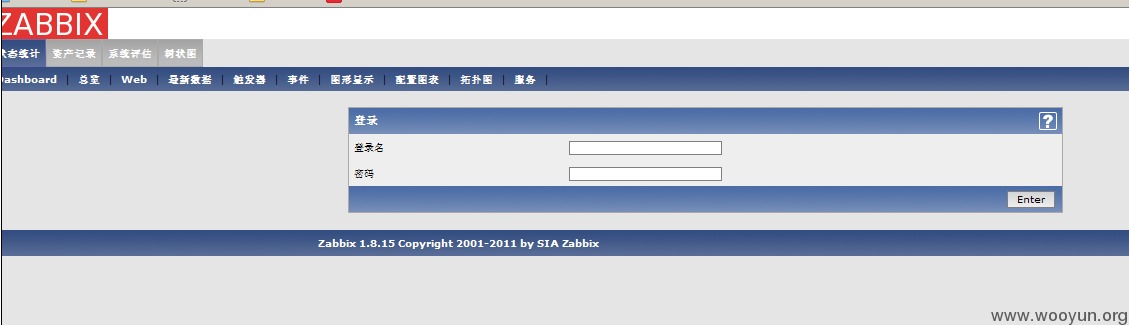 ZABBIX
状态统计 资产记录 系统评估 树状图
Dashboard | 总览 | Web | 最新数据 | 触发器 | 事件 | 图形显示 | 配置图表 | 拓扑图 | 服务 |
登录 ?
登录名
密码
Enter
Zabbix 1.8.15 Copyright 2001-2011 by SIA Zabbix
www.wooyun.org